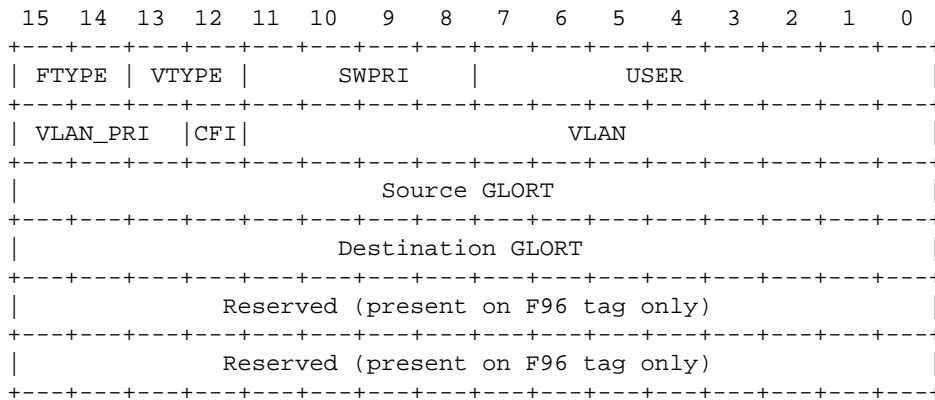 15 14 13 12 11 10 9 8 7 6 5 4 3 2 1 0
+---+---+---+---+---+---+---+---+---+---+---+---+---+---+---+---+
| FTYPE | VTYPE | SWPRI | USER |
+---+---+---+---+---+---+---+---+---+---+---+---+---+---+---+---+
| VLAN_PRI |CFI| VLAN |
+---+---+---+---+---+---+---+---+---+---+---+---+---+---+---+---+
| Source GLORT |
+---+---+---+---+---+---+---+---+---+---+---+---+---+---+---+---+
| Destination GLORT |
+---+---+---+---+---+---+---+---+---+---+---+---+---+---+---+---+
| Reserved (present on F96 tag only) |
+---+---+---+---+---+---+---+---+---+---+---+---+---+---+---+---+
| Reserved (present on F96 tag only) |
+---+---+---+---+---+---+---+---+---+---+---+---+---+---+---+---+